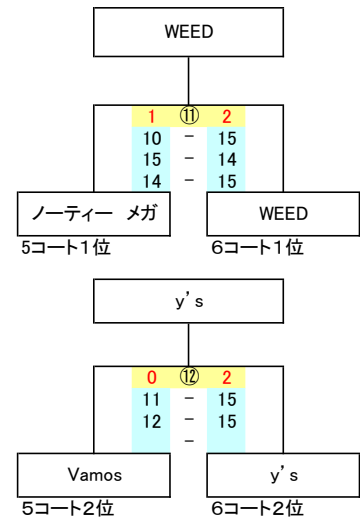 WEED
1 ⑪ 2
10 － 15
15 － 14
14 － 15
ノーティー メガ WEED
5コート１位 6コート１位
y’s
0 ⑫ 2
11 － 15
12 － 15
－
Vamos y’s
5コート２位 6コート２位